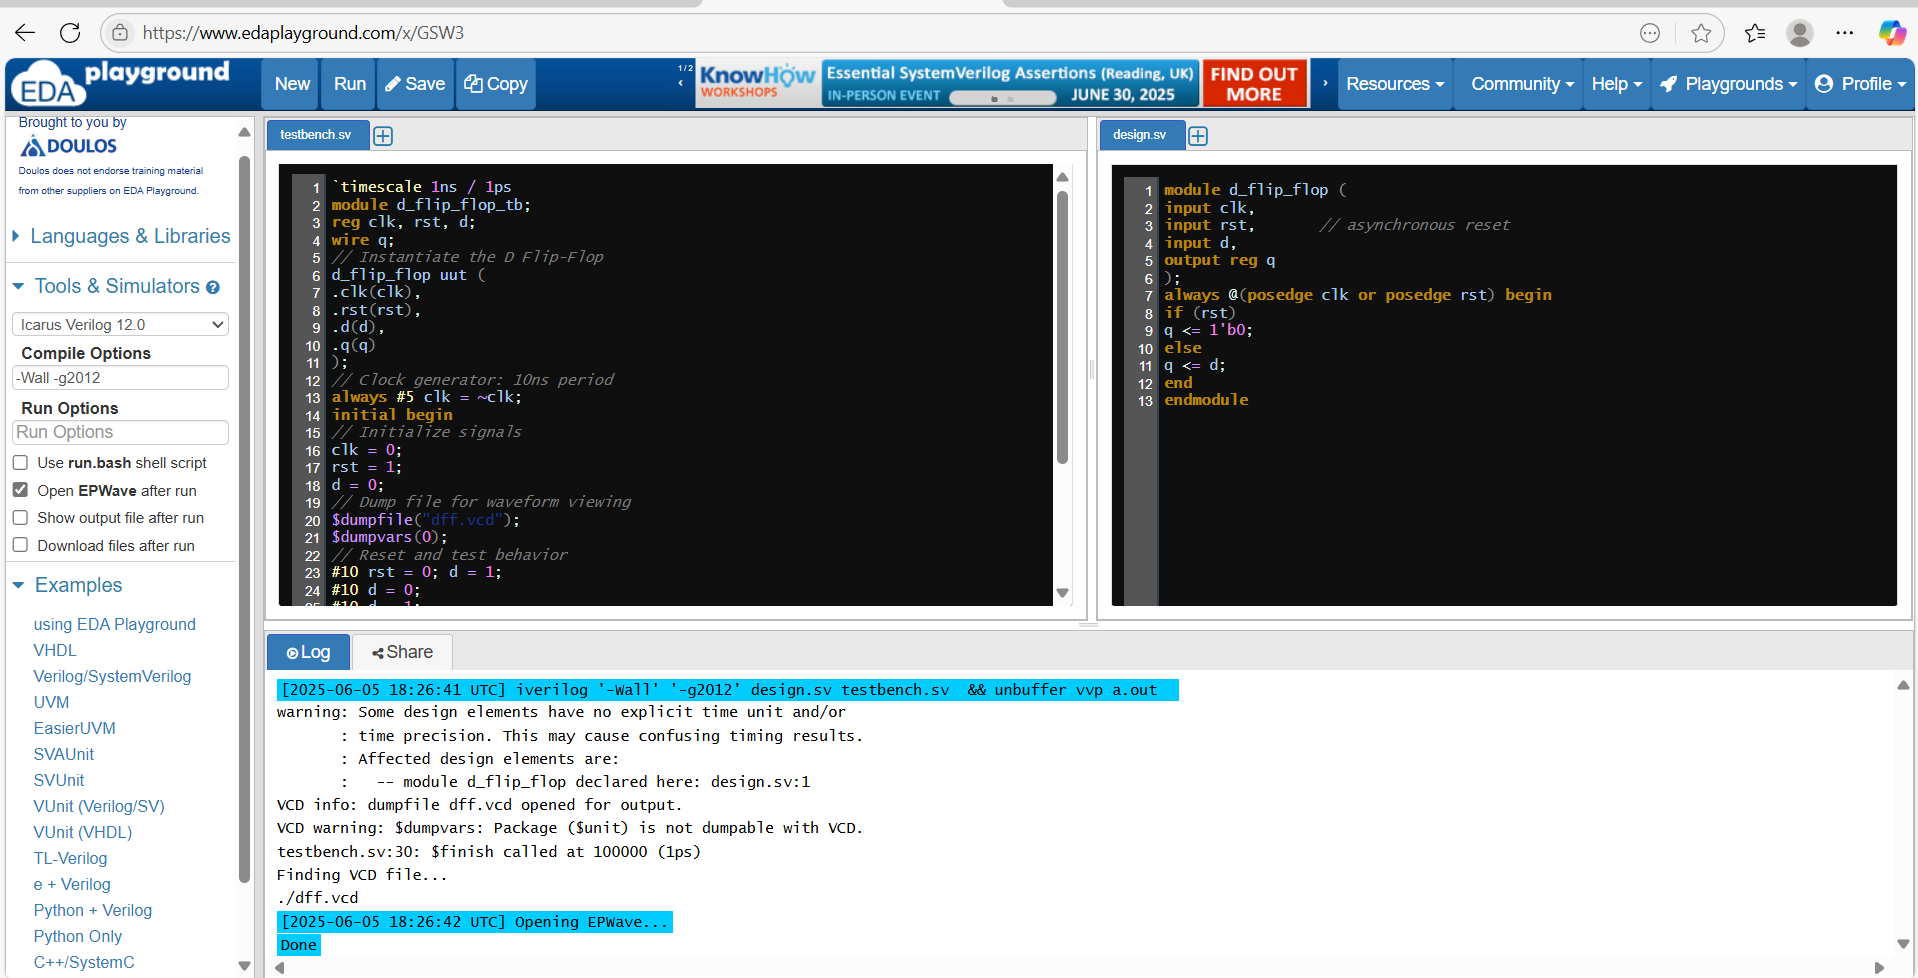 https://www.edaplayground.com/x/GSW3
EDA playground
New
Run
Save
Copy
1/2
KNOWHOW WORKSHOPS
Essential SystemVerilog Assertions (Reading, UK)
IN-PERSON EVENT
JUNE 30, 2025
FIND OUT MORE
Resources
Community
Help
Playgrounds
Profile
Brought to you by
DOULOS
Doulos does not endorse training material
from other suppliers on EDA Playground.
Languages & Libraries
Tools & Simulators
Icarus Verilog 12.0
Compile Options
-Wall -g2012
Run Options
Run Options
Use run.bash shell script
Open EPWave after run
Show output file after run
Download files after run
Examples
using EDA Playground
VHDL
Verilog/SystemVerilog
UVM
EasierUVM
SVAUnit
SVUnit
VUnit (Verilog/SV)
VUnit (VHDL)
TL-Verilog
e + Verilog
Python + Verilog
Python Only
C++/SystemC
testbench.sv
1 `timescale 1ns / 1ps
2 module d_flip_flop_tb;
3 reg clk, rst, d;
4 wire q;
5 // Instantiate the D Flip-Flop
6 d_flip_flop uut (
7 .clk(clk),
8 .rst(rst),
9 .d(d),
10 .q(q)
11 );
12 // Clock generator: 10ns period
13 always #5 clk = ~clk;
14 initial begin
15 // Initialize signals
16 clk = 0;
17 rst = 1;
18 d = 0;
19 // Dump file for waveform viewing
20 $dumpfile("dff.vcd");
21 $dumpvars(0);
22 // Reset and test behavior
23 #10 rst = 0; d = 1;
24 #10 d = 0;
25 #10 d = 1;
design.sv
1 module d_flip_flop (
2 input clk,
3 input rst, // asynchronous reset
4 input d,
5 output reg q
6 );
7 always @(posedge clk or posedge rst) begin
8 if (rst)
9 q <= 1'b0;
10 else
11 q <= d;
12 end
13 endmodule
Log
Share
[2025-06-05 18:26:41 UTC] iverilog '-Wall' '-g2012' design.sv testbench.sv && unbuffer vvp a.out
warning: Some design elements have no explicit time unit and/or
: time precision. This may cause confusing timing results.
: Affected design elements are:
: -- module d_flip_flop declared here: design.sv:1
VCD info: dumpfile dff.vcd opened for output.
VCD warning: $dumpvars: Package ($unit) is not dumpable with VCD.
testbench.sv:30: $finish called at 100000 (1ps)
Finding VCD file...
./dff.vcd
[2025-06-05 18:26:42 UTC] Opening EPWave...
Done